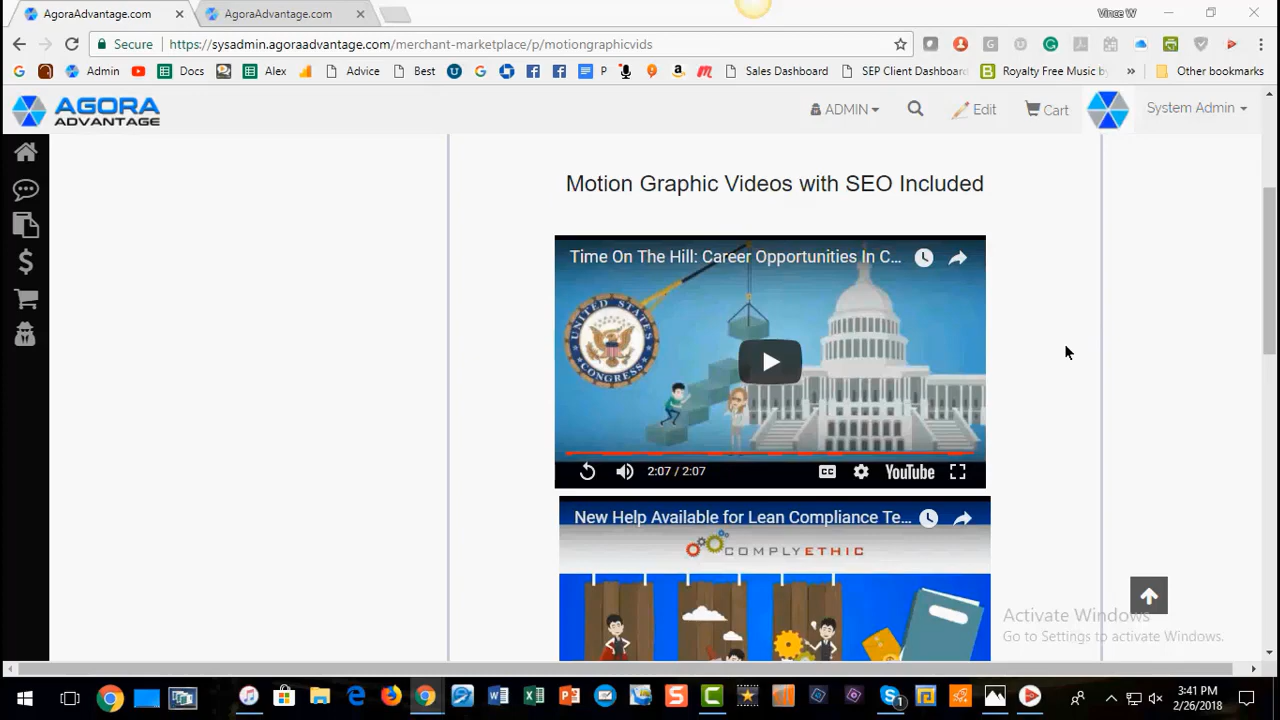 AgoraAdvantage.com
AgoraAdvantage.com
Vince W
Secure
https://sysadmin.agoraadvantage.com/merchant-marketplace/p/motiongraphicvids
Admin
Docs
Alex
Advice
Best
P
Sales Dashboard
SEP Client Dashboard
Royalty Free Music by
»
Other bookmarks
AGORA
ADVANTAGE
ADMIN
Edit
Cart
System Admin
Motion Graphic Videos with SEO Included
Time On The Hill: Career Opportunities In C...
UNITED STATES
CONGRESS
2:07 / 2:07
CC
YouTube
New Help Available for Lean Compliance Te...
COMPLYETHIC
Activate Windows
Go to Settings to activate Windows.
3:41 PM
2/26/2018